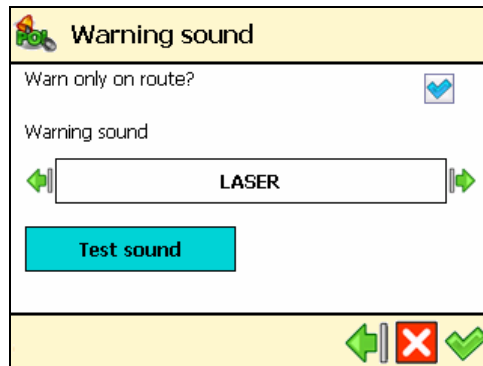 POI
Warning sound
Warn only on route?
Warning sound
LASER
Test sound